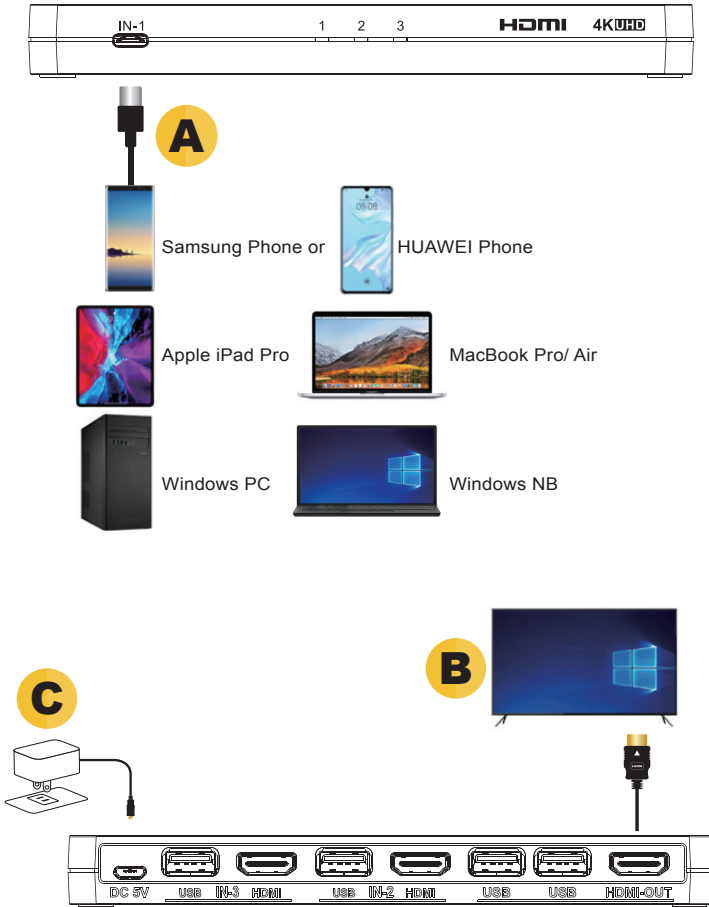 IN-1 1 2 3 HDMI 4K UHD
A
Samsung Phone or HUAWEI Phone
Apple iPad Pro MacBook Pro/ Air
Windows PC Windows NB
B
C
DC 5V USB IN-3 HDMI USB IN-2 HDMI USB USB HDMI-OUT